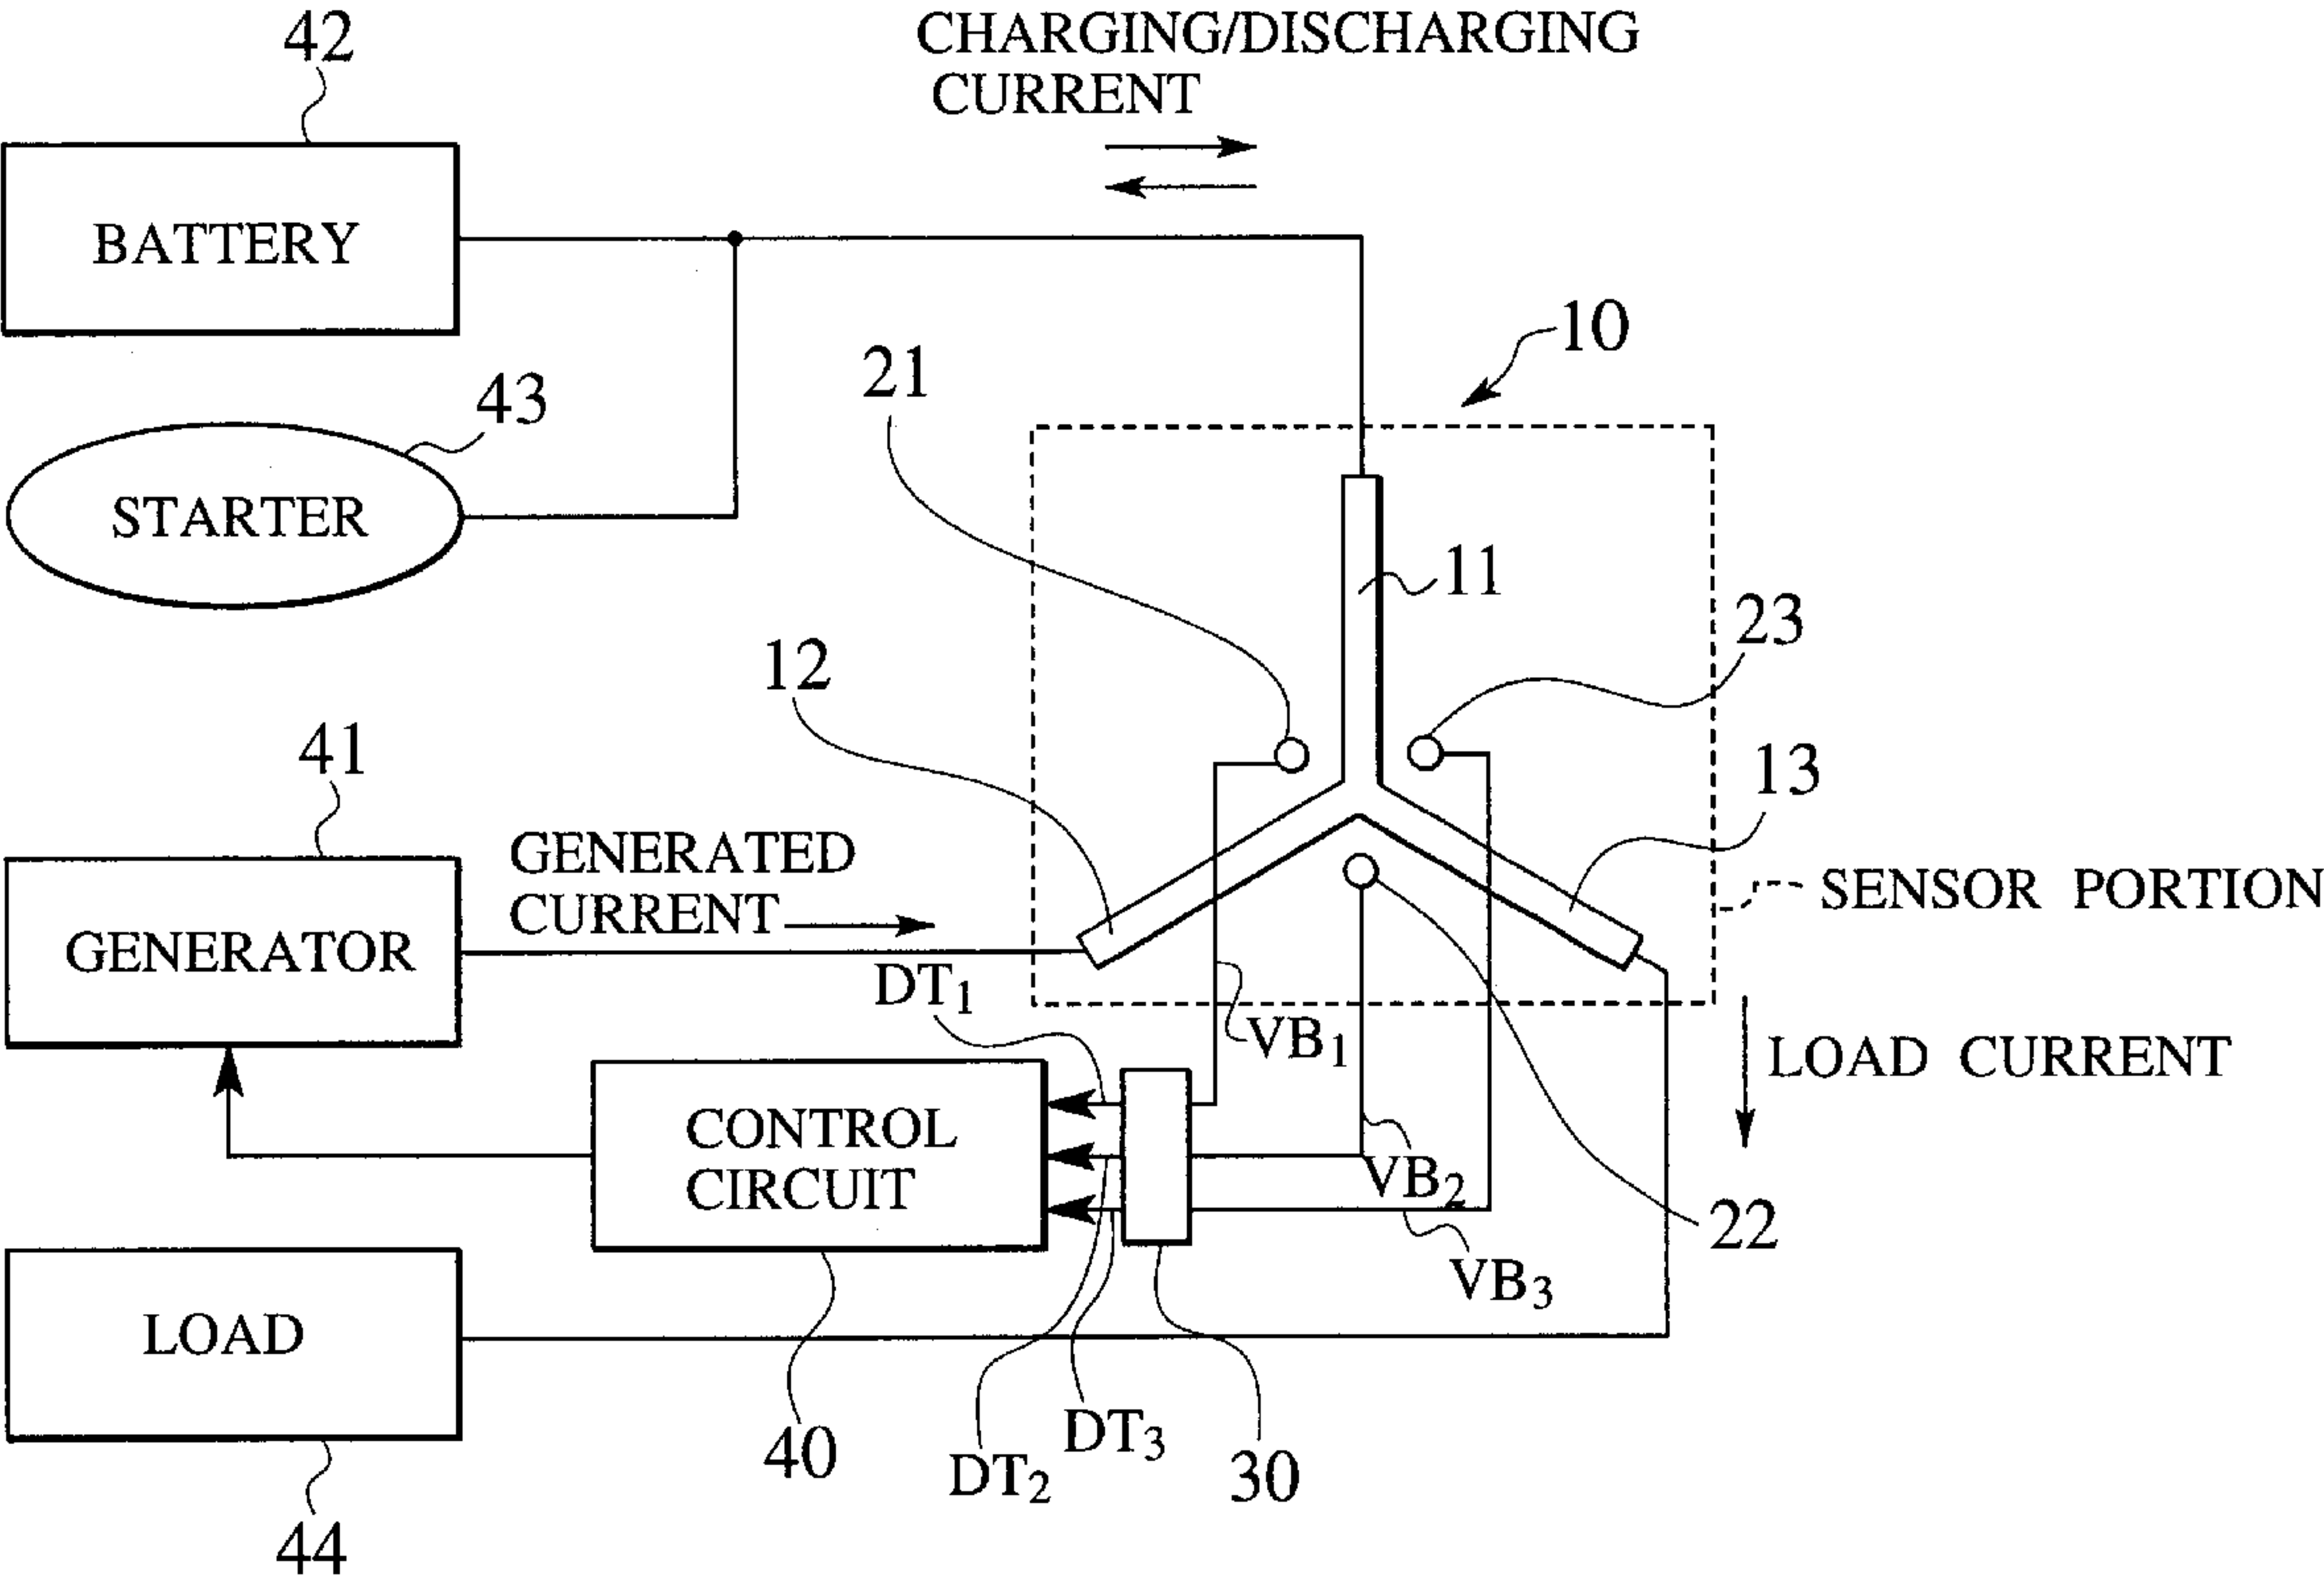 42
CHARGING/DISCHARGING
CURRENT
BATTERY
10
21
43
STARTER
11
23
12
41
13
GENERATED
CURRENT
SENSOR PORTION
GENERATOR
DT1
VB1
LOAD CURRENT
CONTROL
CIRCUIT
VB2
22
VB3
LOAD
DT3
40
DT2
30
44